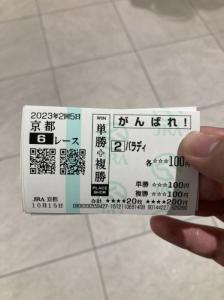 2023年2回5日
京都
6レース
JRA 京都
10月15日
WIN
単勝+複勝
PLACE SHOW
がんばれ!
2 パラディ
各☆☆☆100円
単勝 ☆☆☆100円
複勝 ☆☆☆100円
合計 ★★★★20枚 ★★★★200円